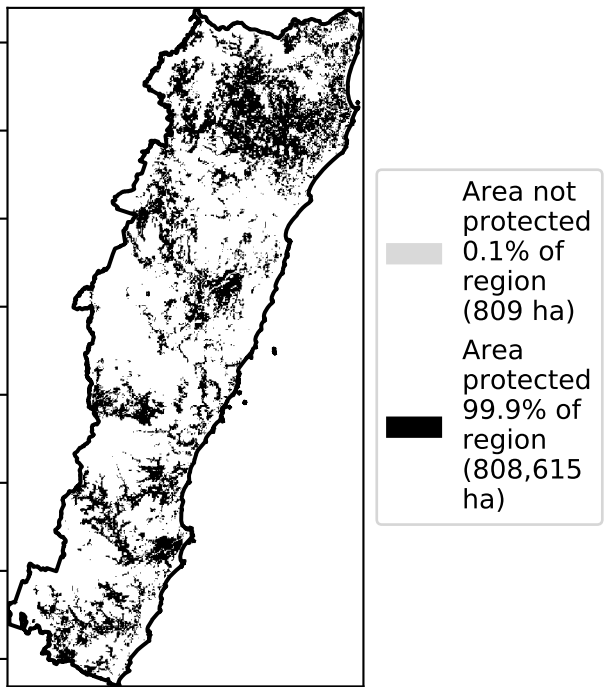 Area not
protected
0.1% of
region
(809 ha)
Area
protected
99.9% of
region
(808,615
ha)